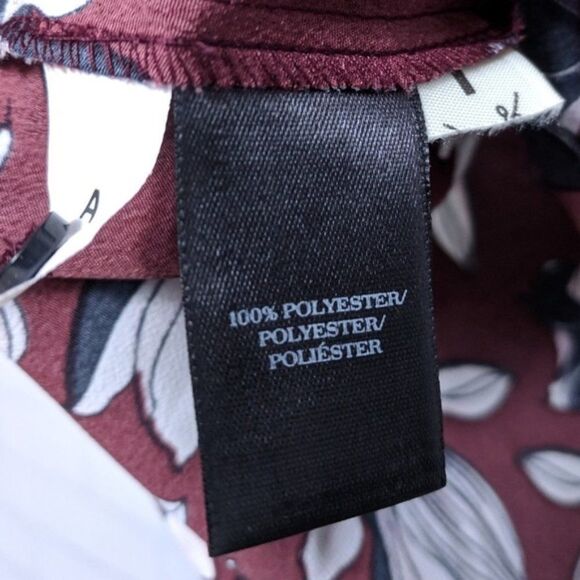 100% POLYESTER/
POLYESTER/
POLIÉSTER
A